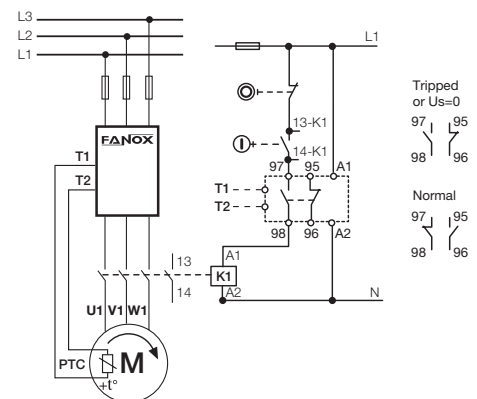 L3
L2
L1
L1
FANOX
T1
T2
13-K1
14-K1
97 95 A1
T1
T2
98 96 A2
A1
K1
A2
N
13
14
U1 V1 W1
PTC
M
+t°
Tripped
or Us=0
97 95
98 96
Normal
97 95
98 96